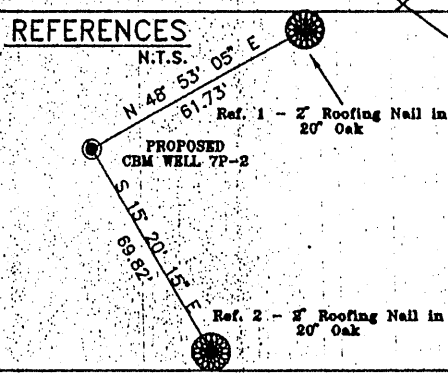 REFERENCES
N.T.S.
N 48° 53' 05" E
61.73'
Ref. 1 - 2" Roofing Nail in
20" Oak
PROPOSED
CBM WELL 7P-2
S 15° 20' 15" E
69.82'
Ref. 2 - 2" Roofing Nail in
20" Oak